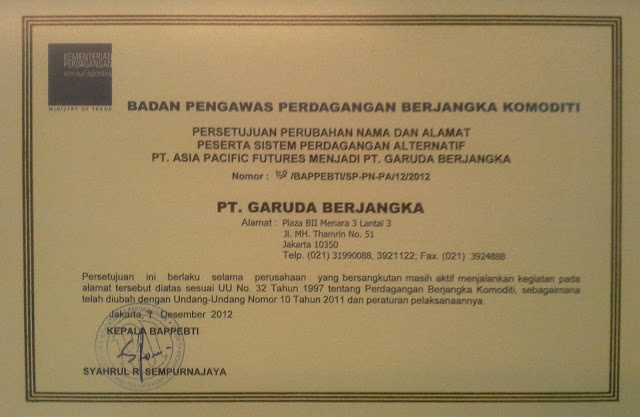 KEMENTERIAN
PERDAGANGAN
REPUBLIK INDONESIA
MINISTRY OF TRADE
BADAN PENGAWAS PERDAGANGAN BERJANGKA KOMODITI
PERSETUJUAN PERUBAHAN NAMA DAN ALAMAT
PESERTA SISTEM PERDAGANGAN ALTERNATIF
PT. ASIA PACIFIC FUTURES MENJADI PT. GARUDA BERJANGKA
Nomor : /BAPPEBTI/SP-PN-PA/12/2012
PT. GARUDA BERJANGKA
Alamat : Plaza BII Menara 3 Lantai 3
Jl. MH. Thamrin No. 51
Jakarta 10350
Telp. (021) 31990088, 3921122; Fax. (021) 3924888
Persetujuan ini berlaku selama perusahaan yang bersangkutan masih aktif menjalankan kegiatan pada
alamat tersebut diatas sesuai UU No. 32 Tahun 1997 tentang Perdagangan Berjangka Komoditi, sebagaimana
telah diubah dengan Undang-Undang Nomor 10 Tahun 2011 dan peraturan pelaksanaannya.
Jakarta, 7 Desember 2012
KEPALA BAPPEBTI
SYAHRUL R. SEMPURNAJAYA